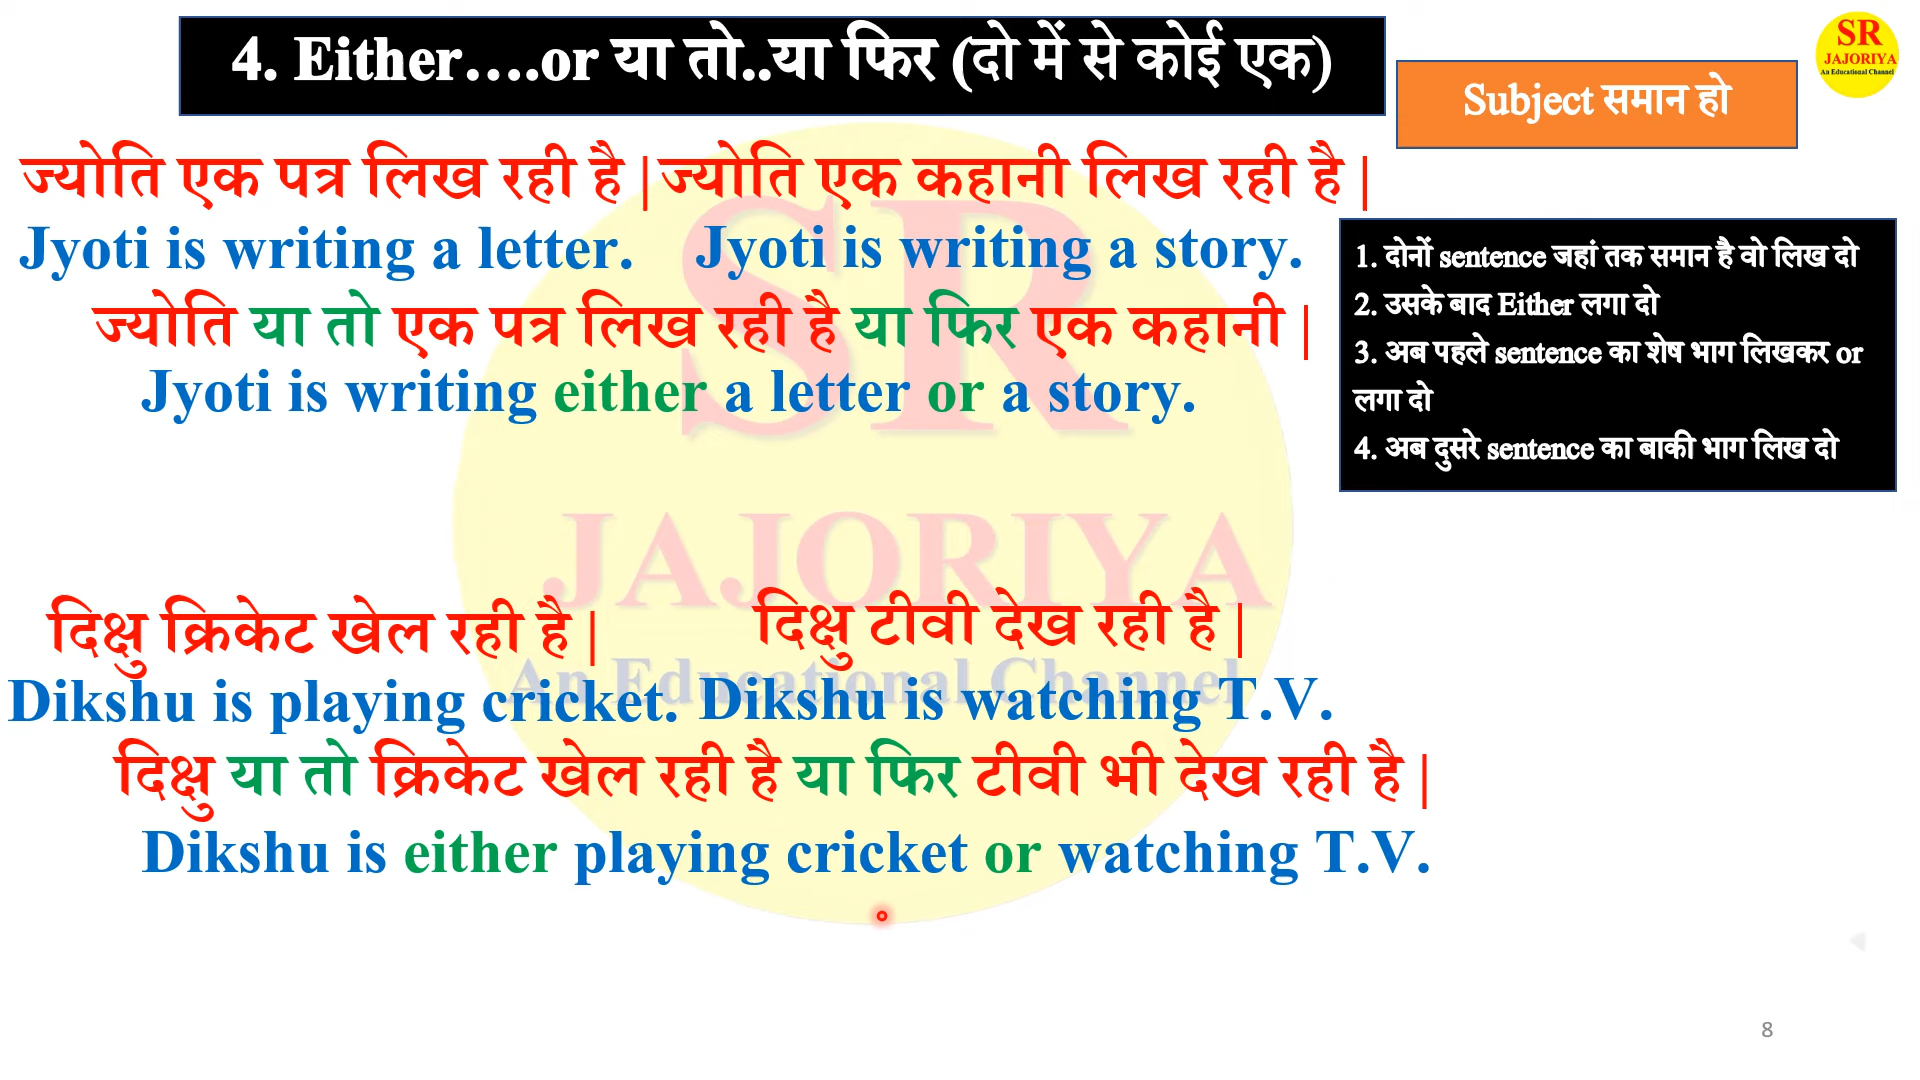 4. Either….or या तो..या फिर (दो में से कोई एक)
Subject समान हो
SR
JAJORIYA
An Educational Channel
ज्योति एक पत्र लिख रही है | ज्योति एक कहानी लिख रही है |
Jyoti is writing a letter. Jyoti is writing a story.
ज्योति या तो एक पत्र लिख रही है या फिर एक कहानी |
Jyoti is writing either a letter or a story.
1. दोनों sentence जहां तक समान है वो लिख दो
2. उसके बाद Either लगा दो
3. अब पहले sentence का शेष भाग लिखकर or
लगा दो
4. अब दुसरे sentence का बाकी भाग लिख दो
SR
JAJORIYA
An Educational Channel
दिक्षु क्रिकेट खेल रही है | दिक्षु टीवी देख रही है |
Dikshu is playing cricket. Dikshu is watching T.V.
दिक्षु या तो क्रिकेट खेल रही है या फिर टीवी भी देख रही है |
Dikshu is either playing cricket or watching T.V.
8